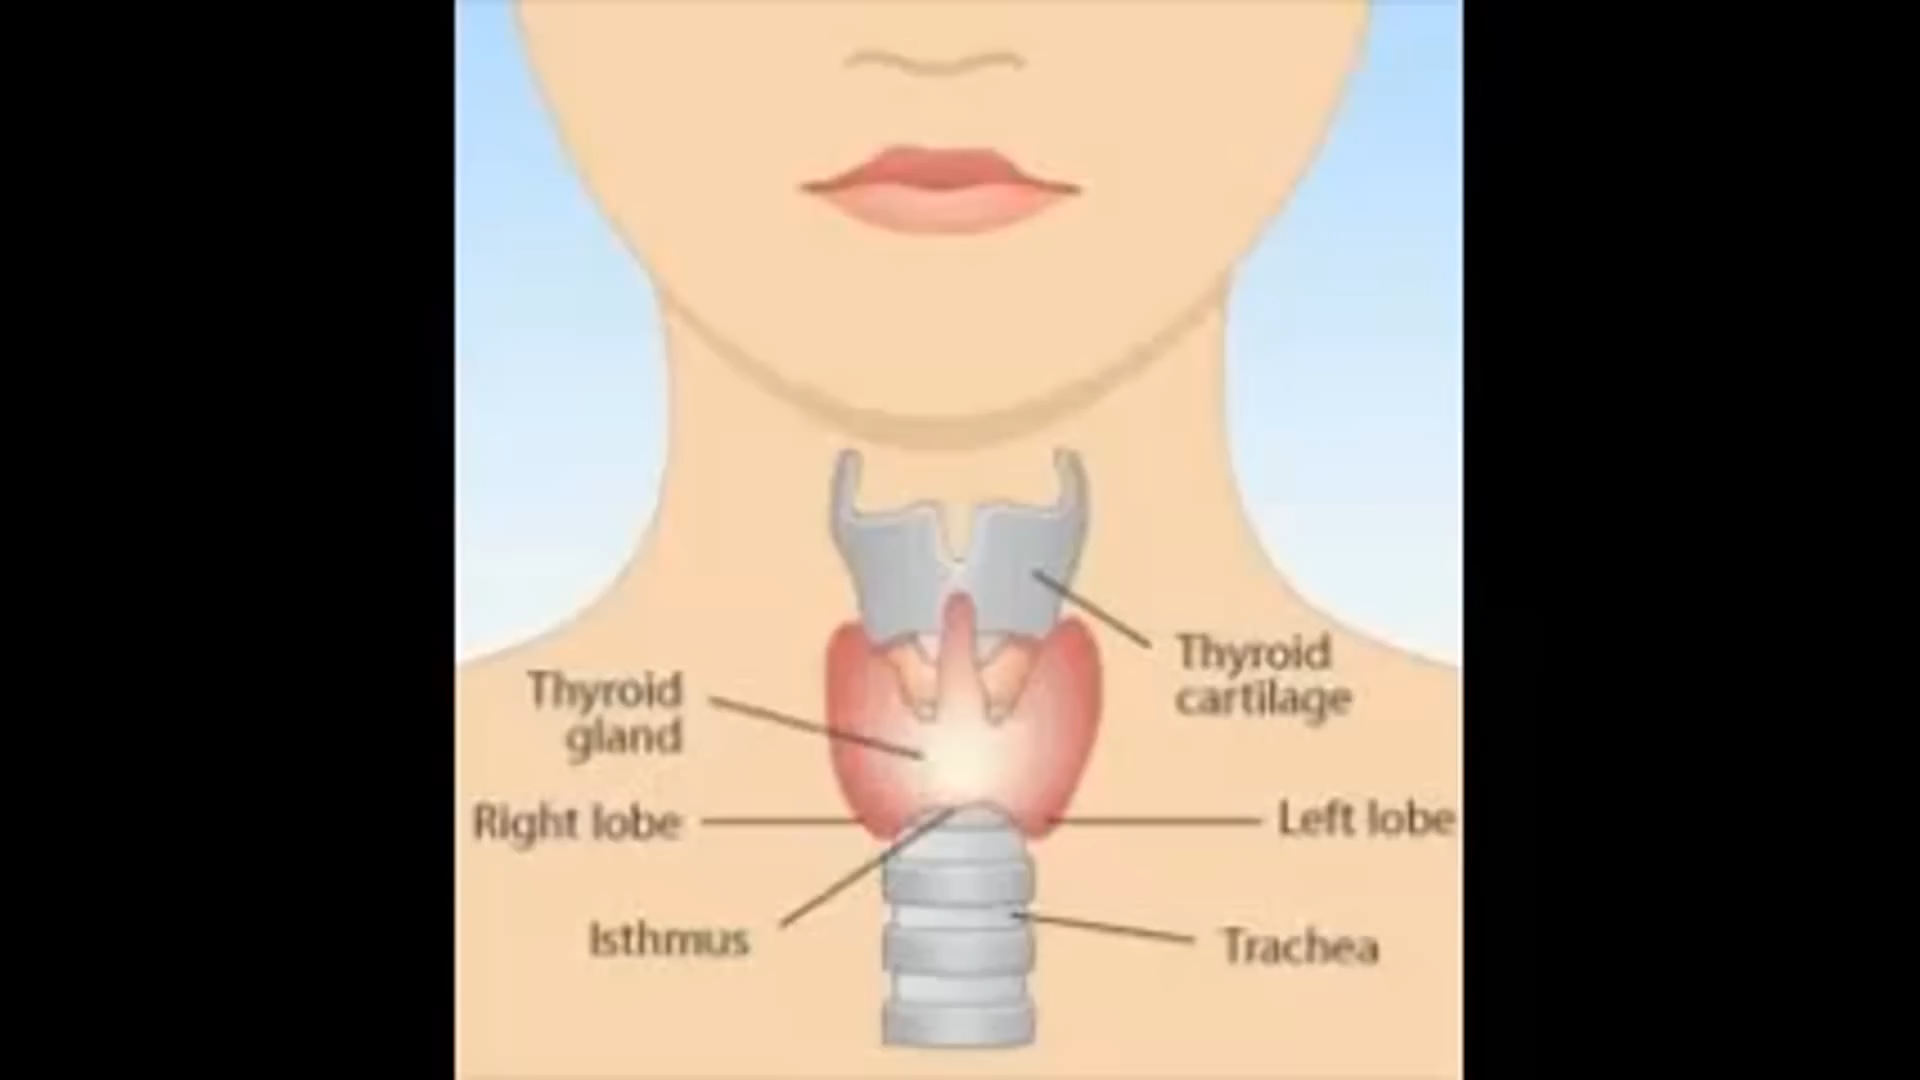 Thyroid
cartilage
Thyroid
gland
Right lobe
Left lobe
Isthmus
Trachea